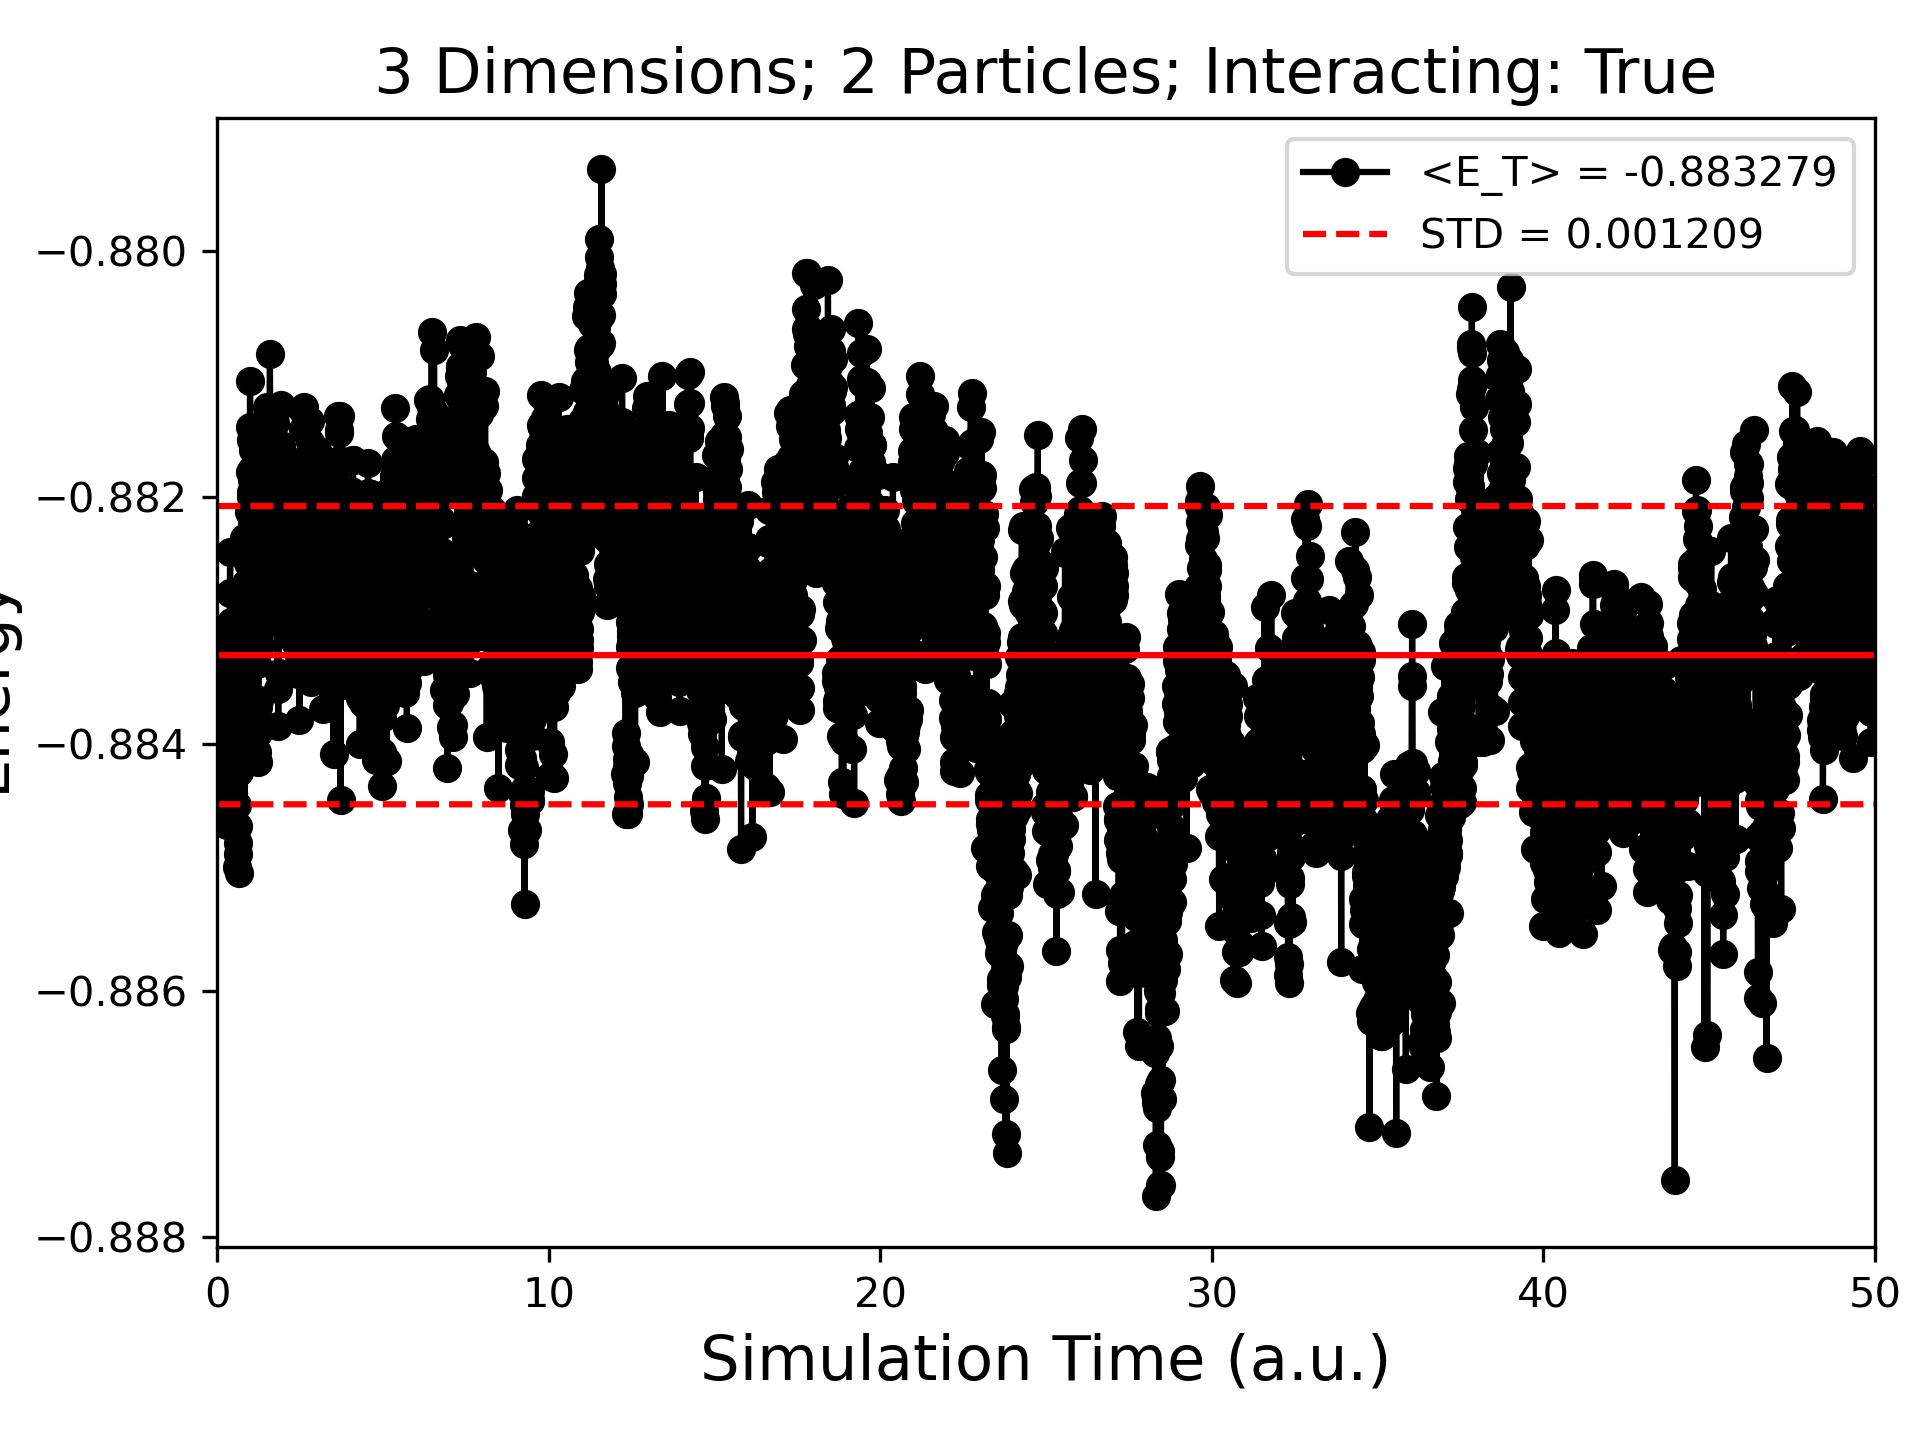 3 Dimensions; 2 Particles; Interacting: True
<E_T> = -0.883279
STD = 0.001209
−0.880
−0.882
−0.884
−0.886
−0.888
Energy
0 10 20 30 40 50
Simulation Time (a.u.)